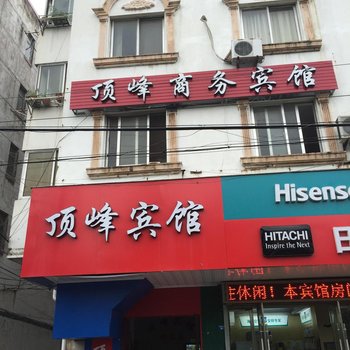 顶峰商务宾馆
顶峰宾馆
Hisense
HITACHI
Inspire the Next
主休闲！本宾馆房